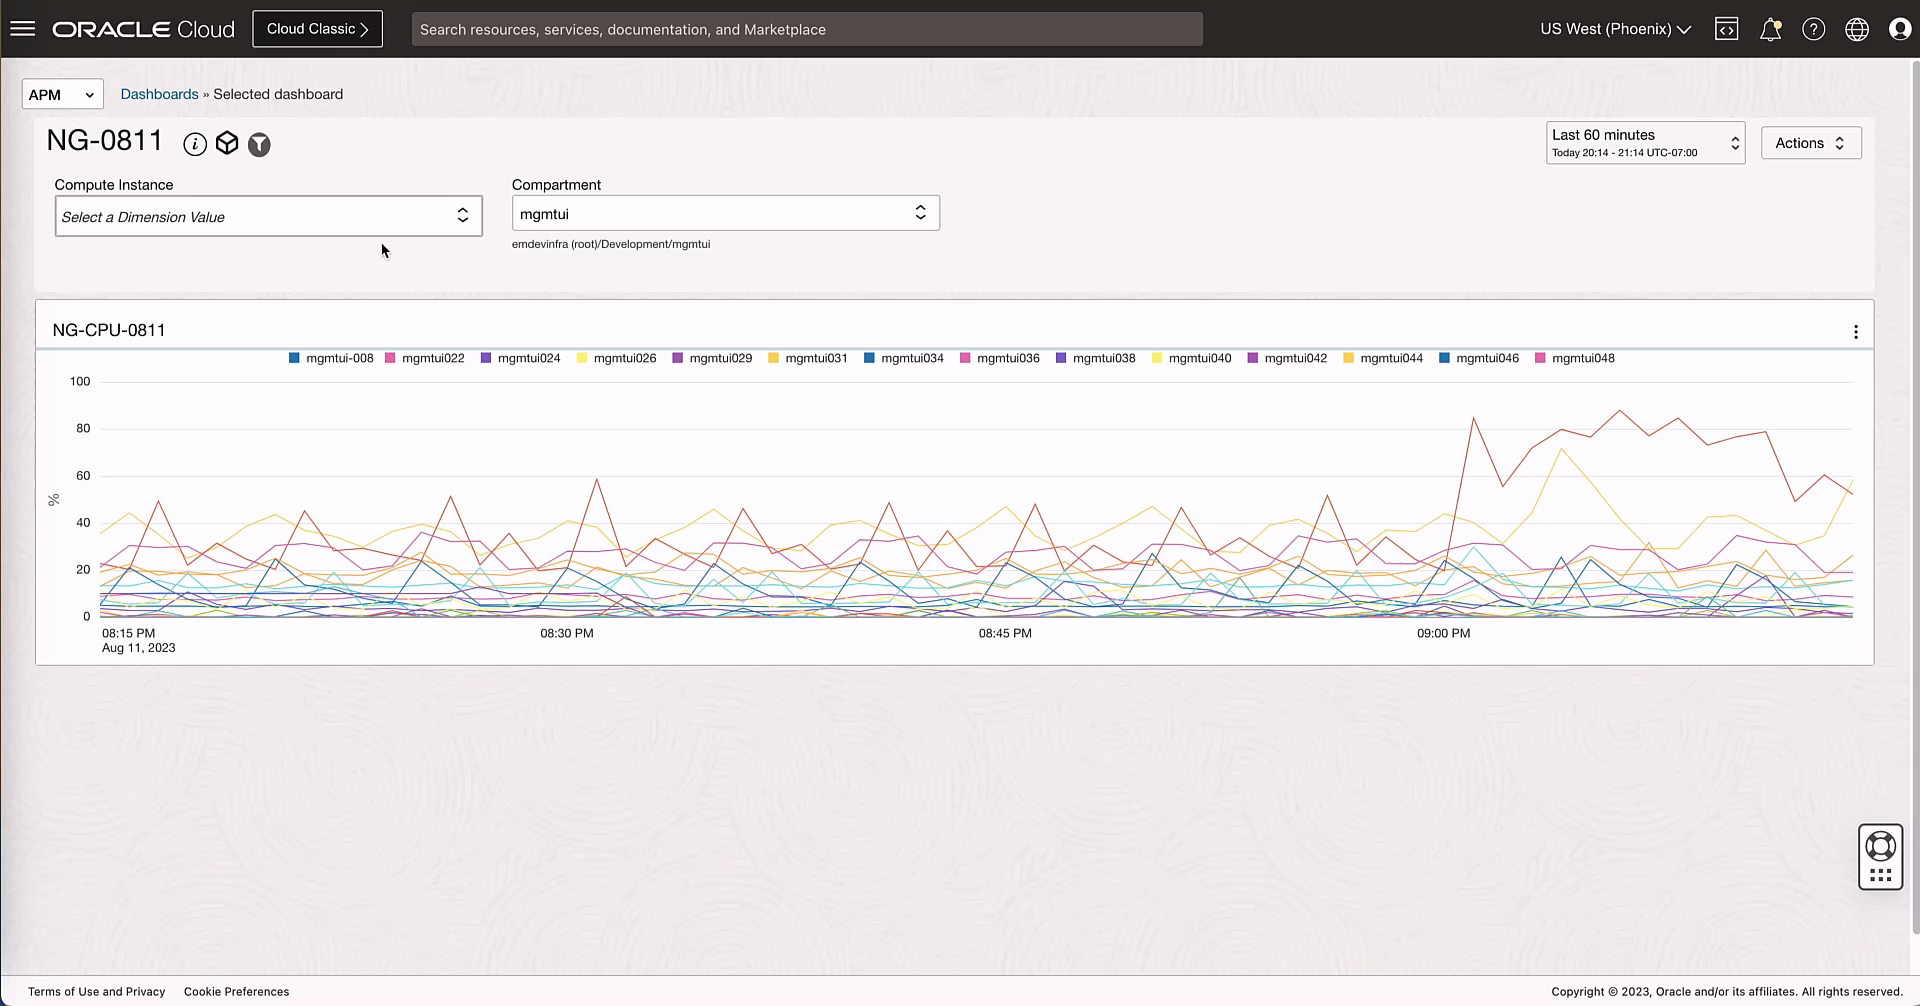 ORACLE Cloud
Cloud Classic
Search resources, services, documentation, and Marketplace
US West (Phoenix)
APM
Dashboards » Selected dashboard
NG-0811
Last 60 minutes
Today 20:14 - 21:14 UTC-07:00
Actions
Compute Instance
Compartment
Select a Dimension Value
mgmtui
emdevinfra (root)/Development/mgmtui
NG-CPU-0811
mgmtui-008 mgmtui022 mgmtui024 mgmtui026 mgmtui029 mgmtui031 mgmtui034 mgmtui036 mgmtui038 mgmtui040 mgmtui042 mgmtui044 mgmtui046 mgmtui048
100
80
60
%
40
20
0
08:15 PM 08:30 PM 08:45 PM 09:00 PM
Aug 11, 2023
Terms of Use and Privacy Cookie Preferences
Copyright © 2023, Oracle and/or its affiliates. All rights reserved.